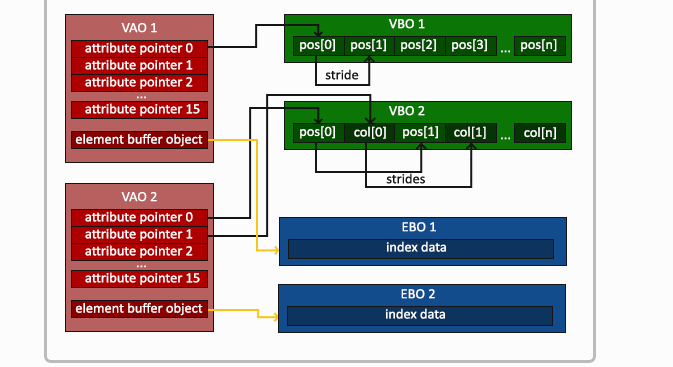 VAO 1
attribute pointer 0
attribute pointer 1
attribute pointer 2
...
attribute pointer 15
element buffer object
VBO 1
pos[0] pos[1] pos[2] pos[3] ... pos[n]
stride
VBO 2
pos[0] col[0] pos[1] col[1] ... col[n]
strides
VAO 2
attribute pointer 0
attribute pointer 1
attribute pointer 2
...
attribute pointer 15
element buffer object
EBO 1
index data
EBO 2
index data